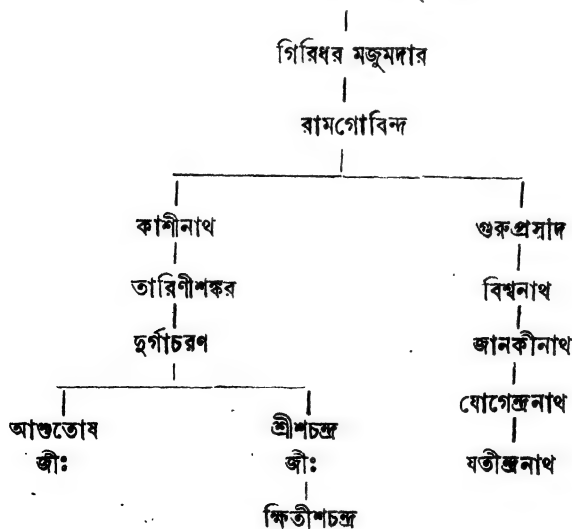 গিরিধর মজুমদার
রামগোবিন্দ
কাশীনাথ গুরুপ্রসাদ
তারিণীশঙ্কর বিশ্বনাথ
দুর্গাচরণ জানকীনাথ
যোগেন্দ্রনাথ
আশুতোষ শ্রীশচন্দ্র যতীন্দ্রনাথ
জীঃ জীঃ
ক্ষিতীশচন্দ্র